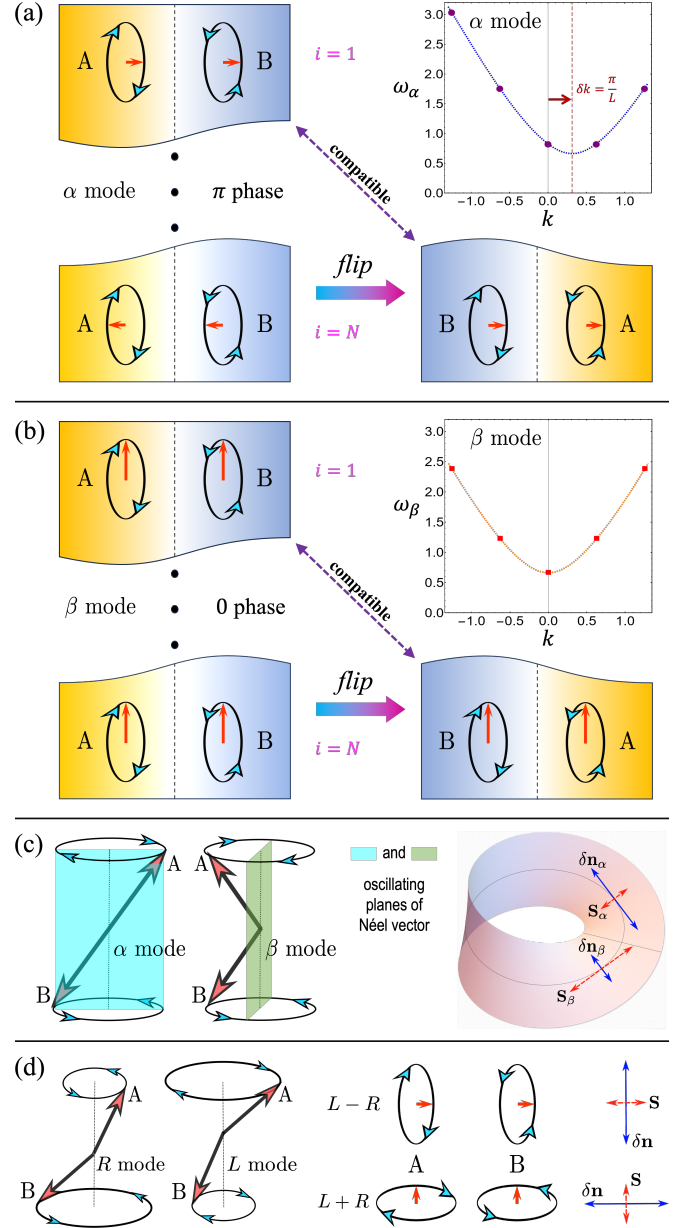 (a)
A
B
i = 1
α mode
π phase
compatible
A
B
flip
i = N
B
A
α mode
ω_α
δk = π/L
3.0
2.5
2.0
1.5
1.0
0.5
0.0
−1.0 −0.5 0.0 0.5 1.0
k
(b)
A
B
i = 1
β mode
0 phase
compatible
A
B
flip
i = N
B
A
β mode
ω_β
3.0
2.5
2.0
1.5
1.0
0.5
0.0
−1.0 −0.5 0.0 0.5 1.0
k
(c)
A
B
α mode
A
B
β mode
and
oscillating
planes of
Néel vector
δn_α
S_α
δn_β
S_β
(d)
A
B
R mode
A
B
L mode
L − R
A
B
L + R
S
δn
δn
S